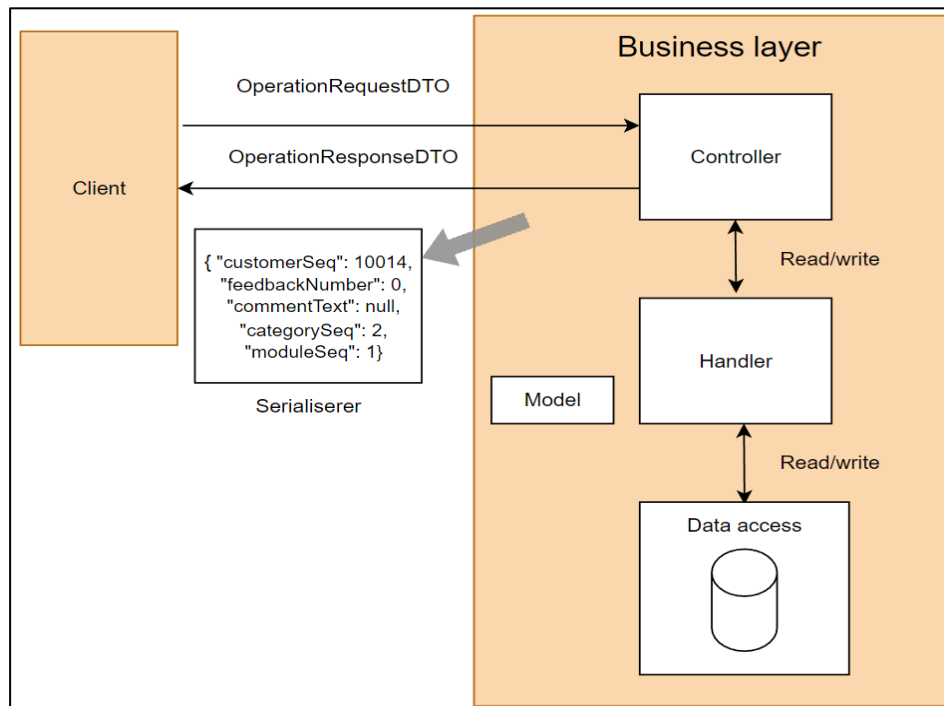 Business layer
OperationRequestDTO
Controller
OperationResponseDTO
Client
{ "customerSeq": 10014,
"feedbackNumber": 0,
"commentText": null,
"categorySeq": 2,
"moduleSeq": 1}
Serialiserer
Read/write
Handler
Model
Read/write
Data access